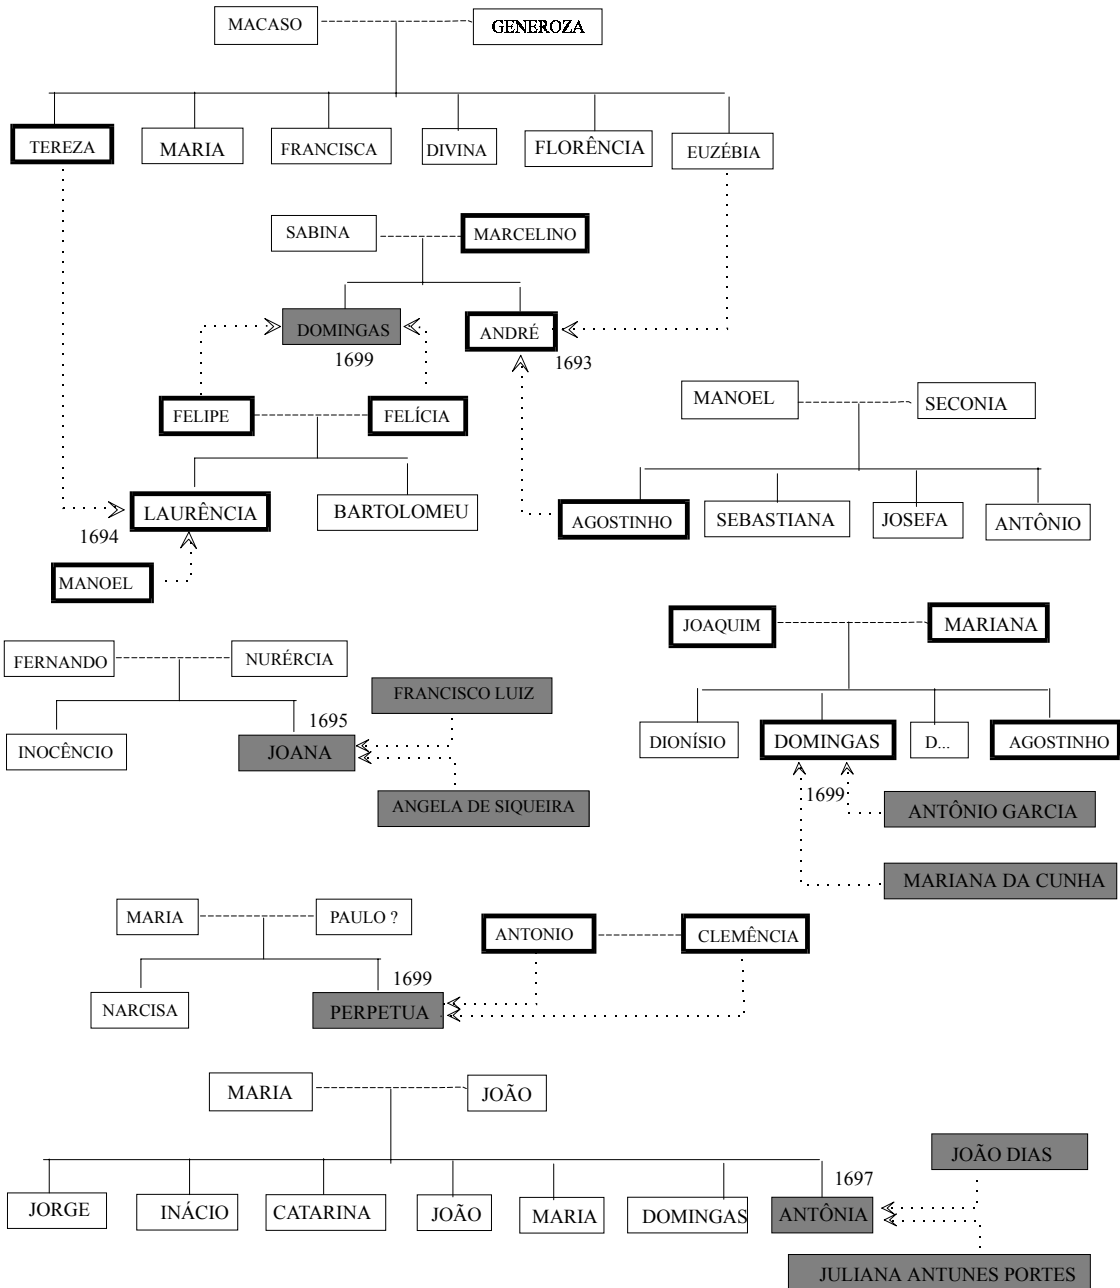 MACASO
GENEROZA
TEREZA
MARIA
FRANCISCA
DIVINA
FLORÊNCIA
EUZÉBIA
SABINA
MARCELINO
DOMINGAS
1699
ANDRÉ
1693
FELIPE
FELÍCIA
MANOEL
SECONIA
LAURÊNCIA
1694
BARTOLOMEU
AGOSTINHO
SEBASTIANA
JOSEFA
ANTÔNIO
MANOEL
JOAQUIM
MARIANA
FERNANDO
NURÉRCIA
FRANCISCO LUIZ
INOCÊNCIO
1695
JOANA
DIONÍSIO
DOMINGAS
D...
AGOSTINHO
ANGELA DE SIQUEIRA
1699
ANTÔNIO GARCIA
MARIANA DA CUNHA
MARIA
PAULO ?
ANTONIO
CLEMÊNCIA
NARCISA
1699
PERPETUA
MARIA
JOÃO
JORGE
INÁCIO
CATARINA
JOÃO
MARIA
DOMINGAS
1697
ANTÔNIA
JOÃO DIAS
JULIANA ANTUNES PORTES